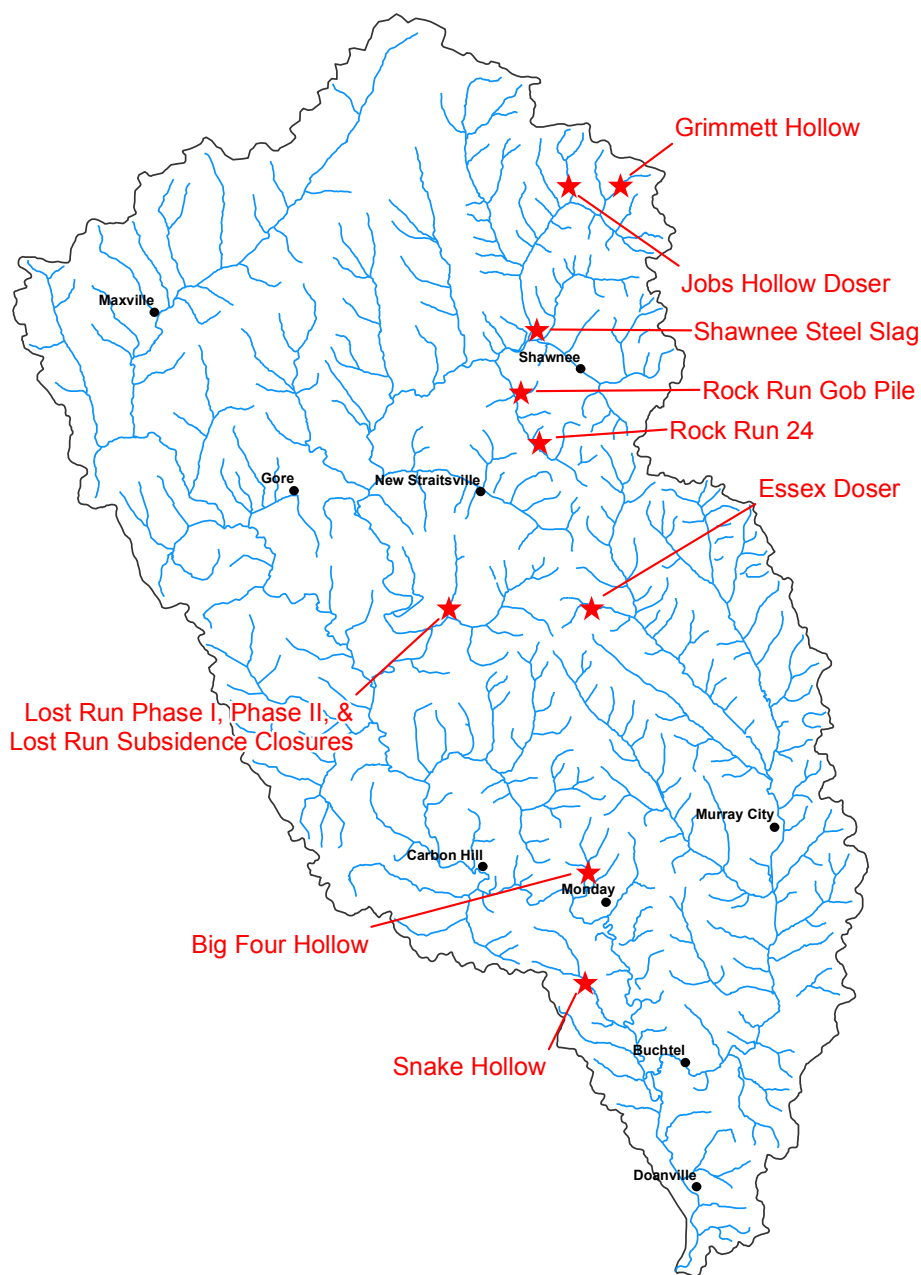 Grimmett Hollow
Jobs Hollow Doser
Maxville
Shawnee Steel Slag
Shawnee
Rock Run Gob Pile
Rock Run 24
Gore
New Straitsville
Essex Doser
Lost Run Phase I, Phase II, &
Lost Run Subsidence Closures
Murray City
Carbon Hill
Monday
Big Four Hollow
Buchtel
Snake Hollow
Doanville